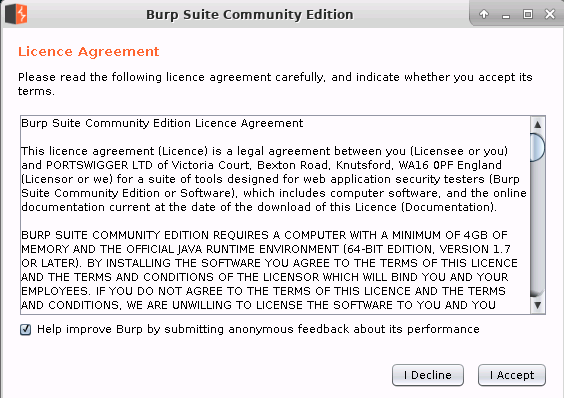 Burp Suite Community Edition
Licence Agreement
Please read the following licence agreement carefully, and indicate whether you accept its
terms.
Burp Suite Community Edition Licence Agreement
This licence agreement (Licence) is a legal agreement between you (Licensee or you)
and PORTSWIGGER LTD of Victoria Court, Bexton Road, Knutsford, WA16 0PF England
(Licensor or we) for a suite of tools designed for web application security testers (Burp
Suite Community Edition or Software), which includes computer software, and the online
documentation current at the date of the download of this Licence (Documentation).
BURP SUITE COMMUNITY EDITION REQUIRES A COMPUTER WITH A MINIMUM OF 4GB OF
MEMORY AND THE OFFICIAL JAVA RUNTIME ENVIRONMENT (64-BIT EDITION, VERSION 1.7
OR LATER). BY INSTALLING THE SOFTWARE YOU AGREE TO THE TERMS OF THIS LICENCE
AND THE TERMS AND CONDITIONS OF THE LICENSOR WHICH WILL BIND YOU AND YOUR
EMPLOYEES. IF YOU DO NOT AGREE TO THE TERMS OF THIS LICENCE AND THE TERMS
AND CONDITIONS, WE ARE UNWILLING TO LICENSE THE SOFTWARE TO YOU AND YOU
Help improve Burp by submitting anonymous feedback about its performance
I Decline
I Accept